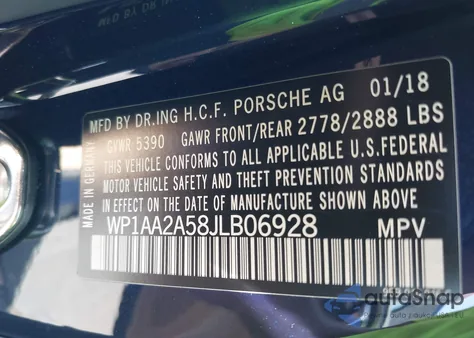 MFD BY DR.ING H.C.F. PORSCHE AG 01/18
GVWR 5390 GAWR FRONT/REAR 2778/2888 LBS
THIS VEHICLE CONFORMS TO ALL APPLICABLE U.S.FEDERAL
MOTOR VEHICLE SAFETY AND THEFT PREVENTION STANDARDS
IN EFFECT ON THE DATE OF MANUFACTURE SHOWN ABOVE
WP1AA2A58JLB06928 MPV
MADE IN GERMANY
autoSnap